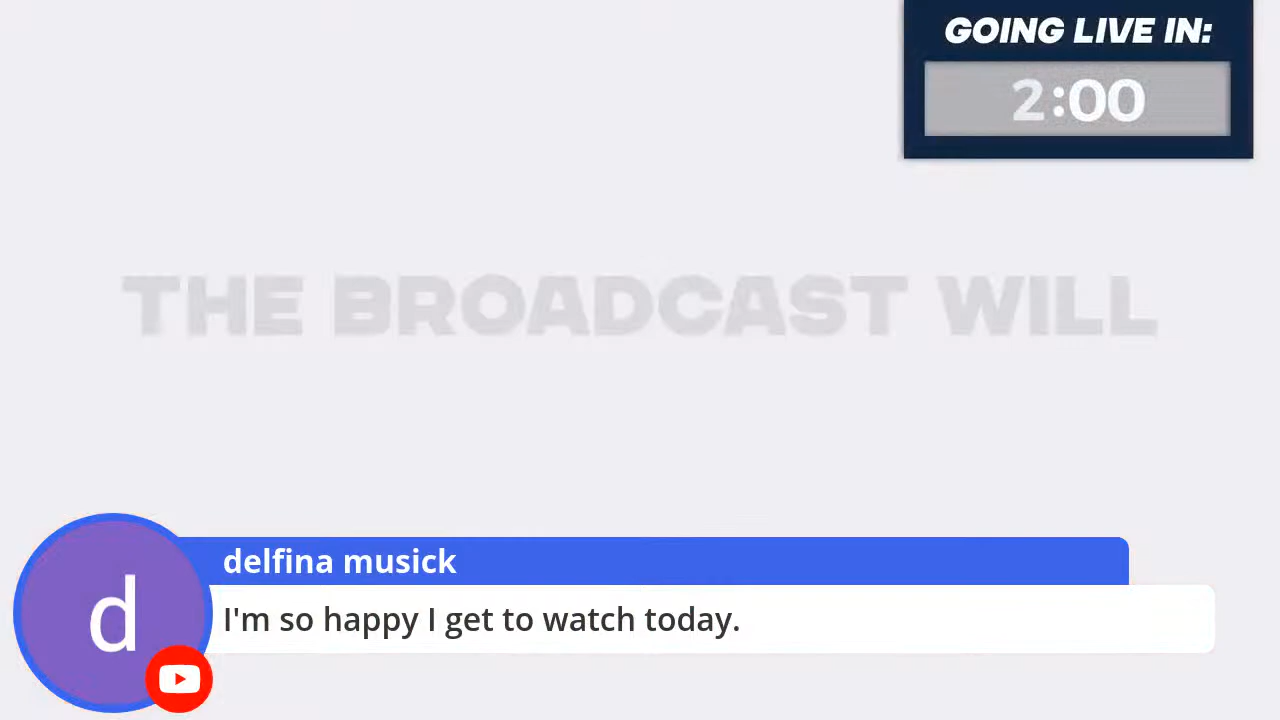 GOING LIVE IN:
2:00
THE BROADCAST WILL
delfina musick
d
I'm so happy I get to watch today.